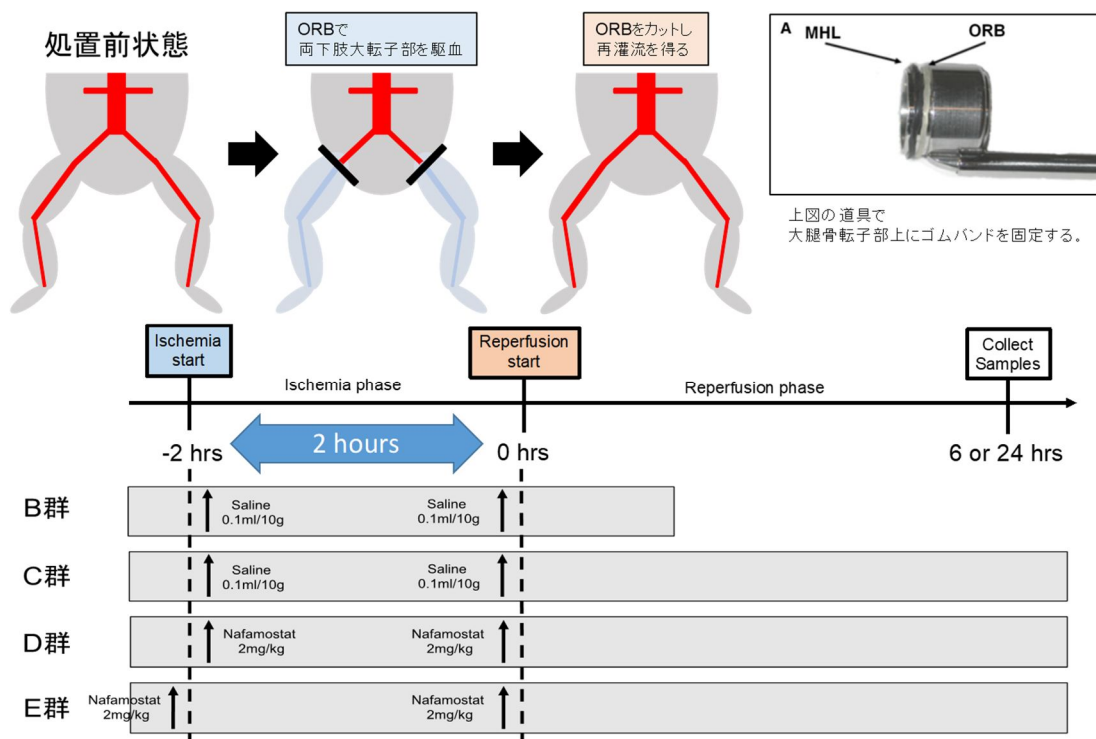 処置前状態
ORBで
両下肢大転子部を駆血
ORBをカットし
再灌流を得る
A MHL ORB
上図の道具で
大腿骨転子部上にゴムバンドを固定する。
Ischemia
start
Reperfusion
start
Collect
Samples
Ischemia phase
Reperfusion phase
2 hours
-2 hrs
0 hrs
6 or 24 hrs
B群
Saline
0.1ml/10g
Saline
0.1ml/10g
C群
Saline
0.1ml/10g
Saline
0.1ml/10g
D群
Nafamostat
2mg/kg
Nafamostat
2mg/kg
E群
Nafamostat
2mg/kg
Nafamostat
2mg/kg